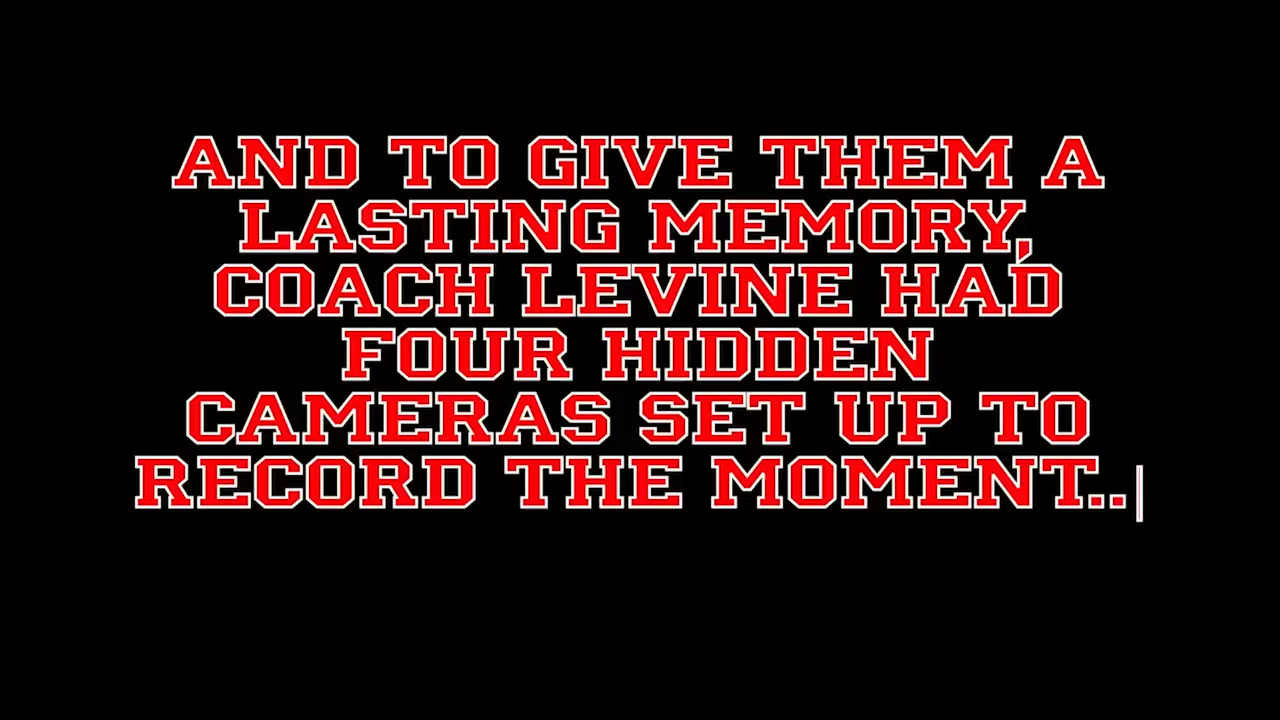 AND TO GIVE THEM A
LASTING MEMORY,
COACH LEVINE HAD
FOUR HIDDEN
CAMERAS SET UP TO
RECORD THE MOMENT..